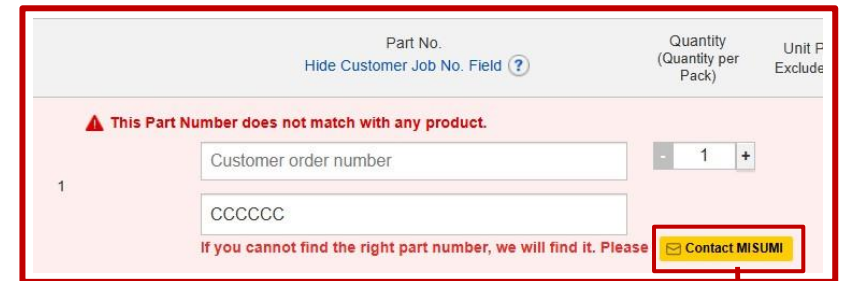 Part No.
Hide Customer Job No. Field ?
Quantity
(Quantity per
Pack)
Unit P
Exclude
This Part Number does not match with any product.
Customer order number
- 1 +
1
CCCCCC
If you cannot find the right part number, we will find it. Please
Contact MISUMI